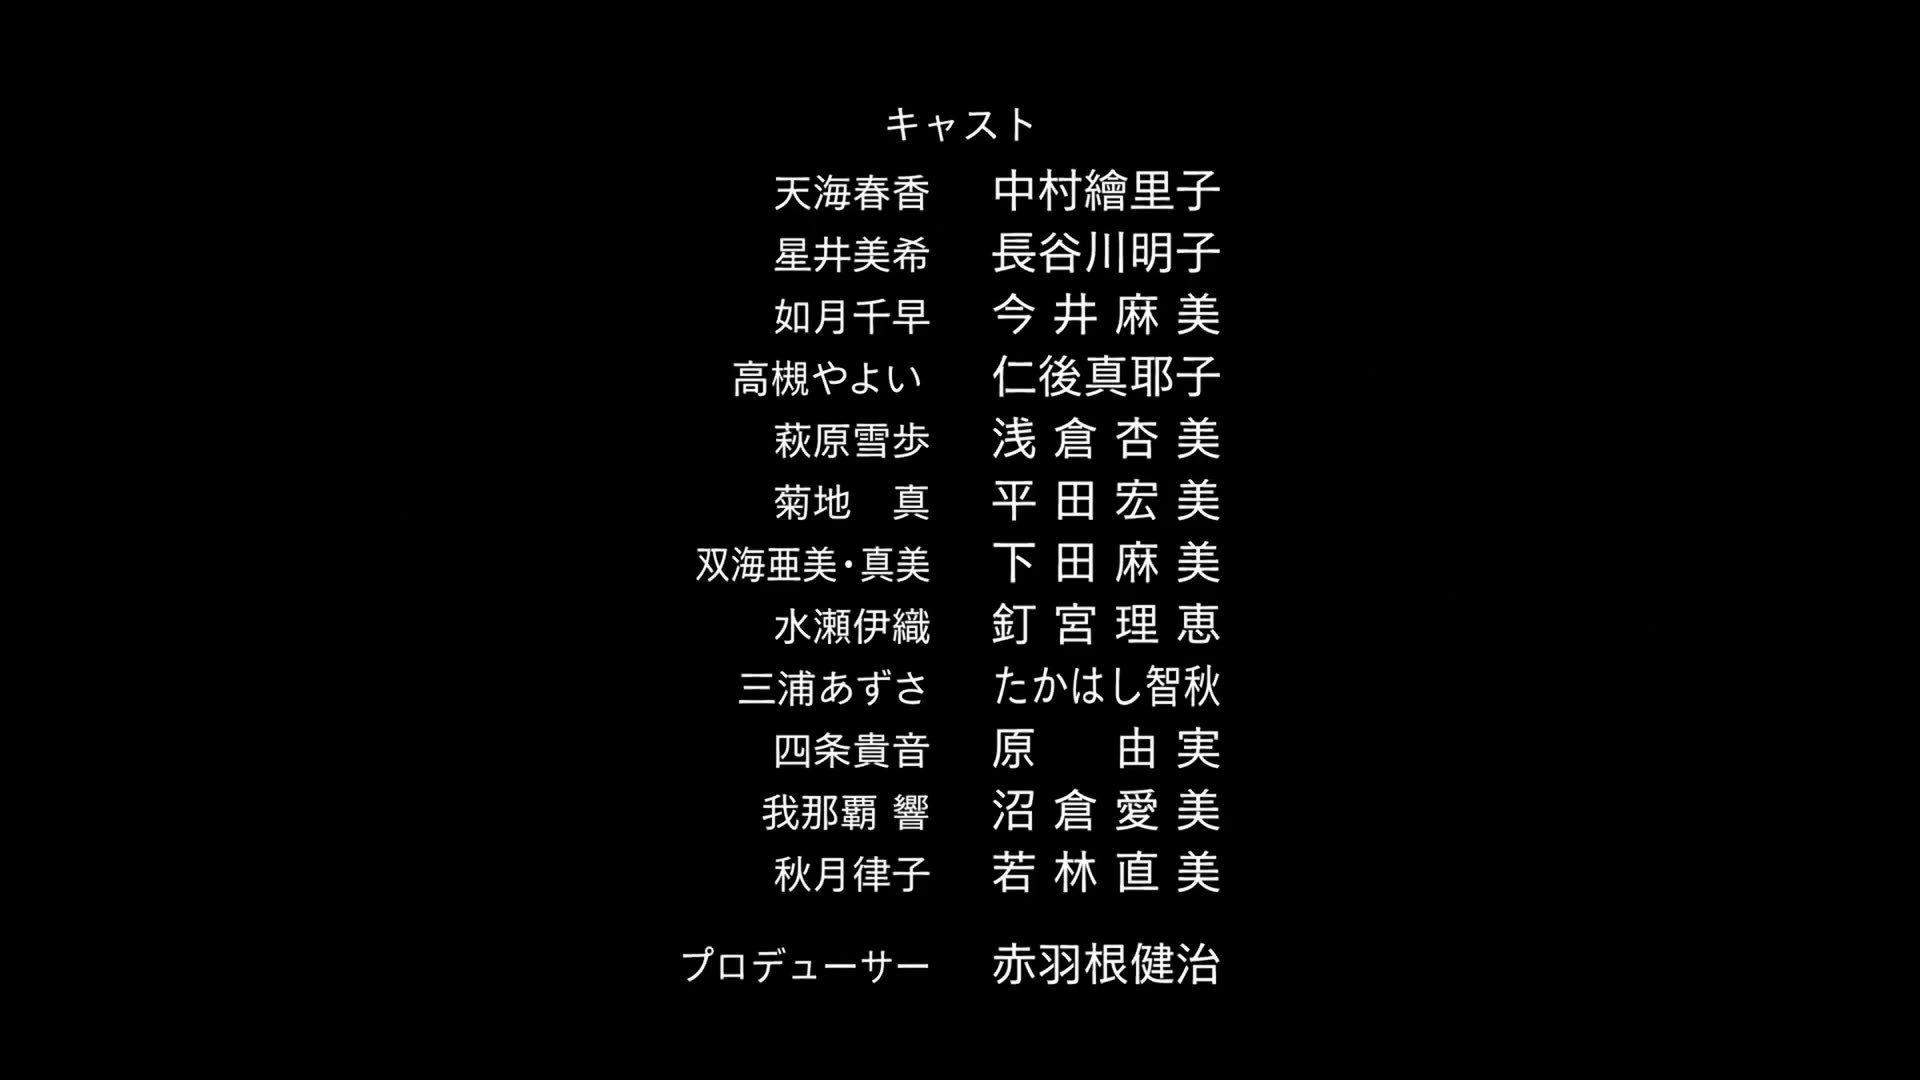 キャスト
天海春香 中村繪里子
星井美希 長谷川明子
如月千早 今井麻美
高槻やよい 仁後真耶子
萩原雪歩 浅倉杏美
菊地 真 平田宏美
双海亜美・真美 下田麻美
水瀬伊織 釘宮理恵
三浦あずさ たかはし智秋
四条貴音 原 由実
我那覇 響 沼倉愛美
秋月律子 若林直美
プロデューサー 赤羽根健治